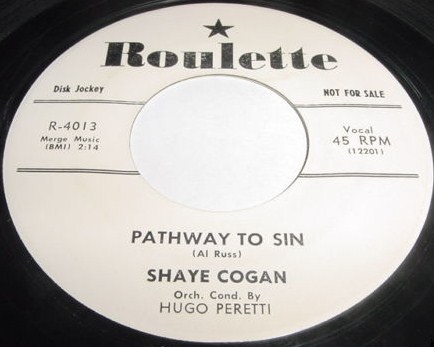 Roulette
Disk Jockey
NOT FOR SALE
R-4013
Merge Music
(BMI) 2:14
Vocal
45 RPM
(12201)
PATHWAY TO SIN
(Al Russ)
SHAYE COGAN
Orch. Cond. By
HUGO PERETTI